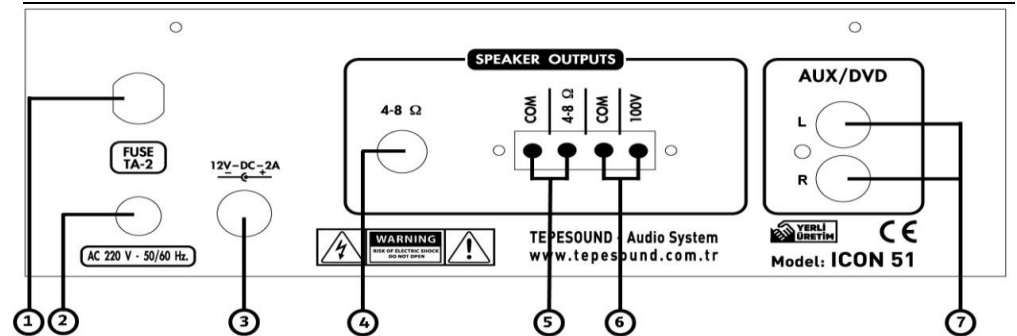 SPEAKER OUTPUTS
AUX/DVD
4-8 Ω
COM
4-8 Ω
COM
100V
L
R
FUSE
TA-2
12V-DC-2A
- +
AC 220 V - 50/60 Hz.
WARNING
RISK OF ELECTRIC SHOCK
DO NOT OPEN
TEPESOUND - Audio System
www.tepesound.com.tr
YERLİ
ÜRETİM
CE
Model: ICON 51
1 2 3 4 5 6 7